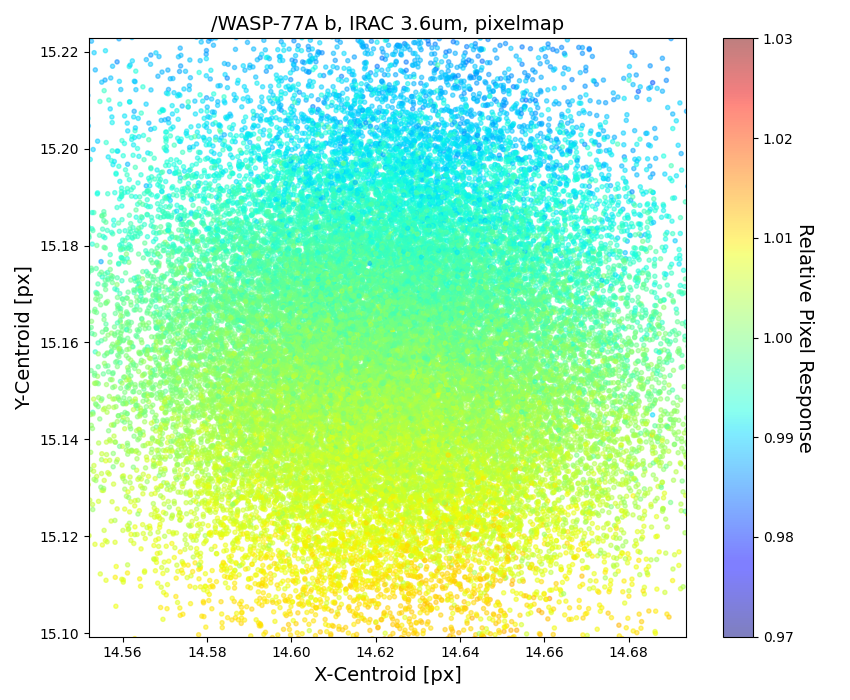 /WASP-77A b, IRAC 3.6um, pixelmap
15.22
15.20
15.18
15.16
15.14
15.12
15.10
Y-Centroid [px]
14.56 14.58 14.60 14.62 14.64 14.66 14.68
X-Centroid [px]
1.03
1.02
1.01
1.00
0.99
0.98
0.97
Relative Pixel Response